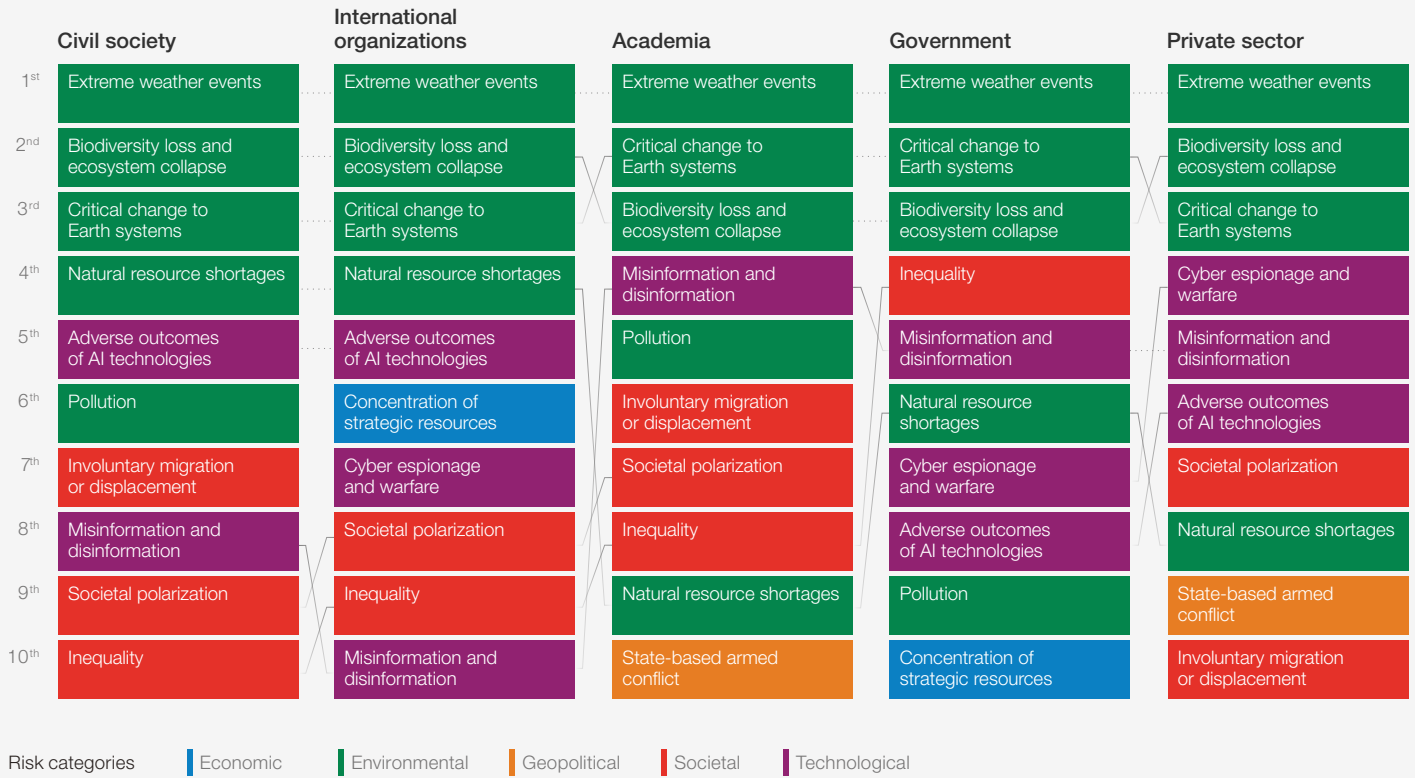 Civil society
International
organizations
Academia
Government
Private sector
1st
Extreme weather events
Extreme weather events
Extreme weather events
Extreme weather events
Extreme weather events
2nd
Biodiversity loss and
ecosystem collapse
Biodiversity loss and
ecosystem collapse
Critical change to
Earth systems
Critical change to
Earth systems
Biodiversity loss and
ecosystem collapse
3rd
Critical change to
Earth systems
Critical change to
Earth systems
Biodiversity loss and
ecosystem collapse
Biodiversity loss and
ecosystem collapse
Critical change to
Earth systems
4th
Natural resource shortages
Natural resource shortages
Misinformation and
disinformation
Inequality
Cyber espionage and
warfare
5th
Adverse outcomes
of AI technologies
Adverse outcomes
of AI technologies
Pollution
Misinformation and
disinformation
Misinformation and
disinformation
6th
Pollution
Concentration of
strategic resources
Involuntary migration
or displacement
Natural resource
shortages
Adverse outcomes
of AI technologies
7th
Involuntary migration
or displacement
Cyber espionage
and warfare
Societal polarization
Cyber espionage
and warfare
Societal polarization
8th
Misinformation and
disinformation
Societal polarization
Inequality
Adverse outcomes
of AI technologies
Natural resource shortages
9th
Societal polarization
Inequality
Natural resource shortages
Pollution
State-based armed
conflict
10th
Inequality
Misinformation and
disinformation
State-based armed
conflict
Concentration of
strategic resources
Involuntary migration
or displacement
Risk categories
Economic
Environmental
Geopolitical
Societal
Technological